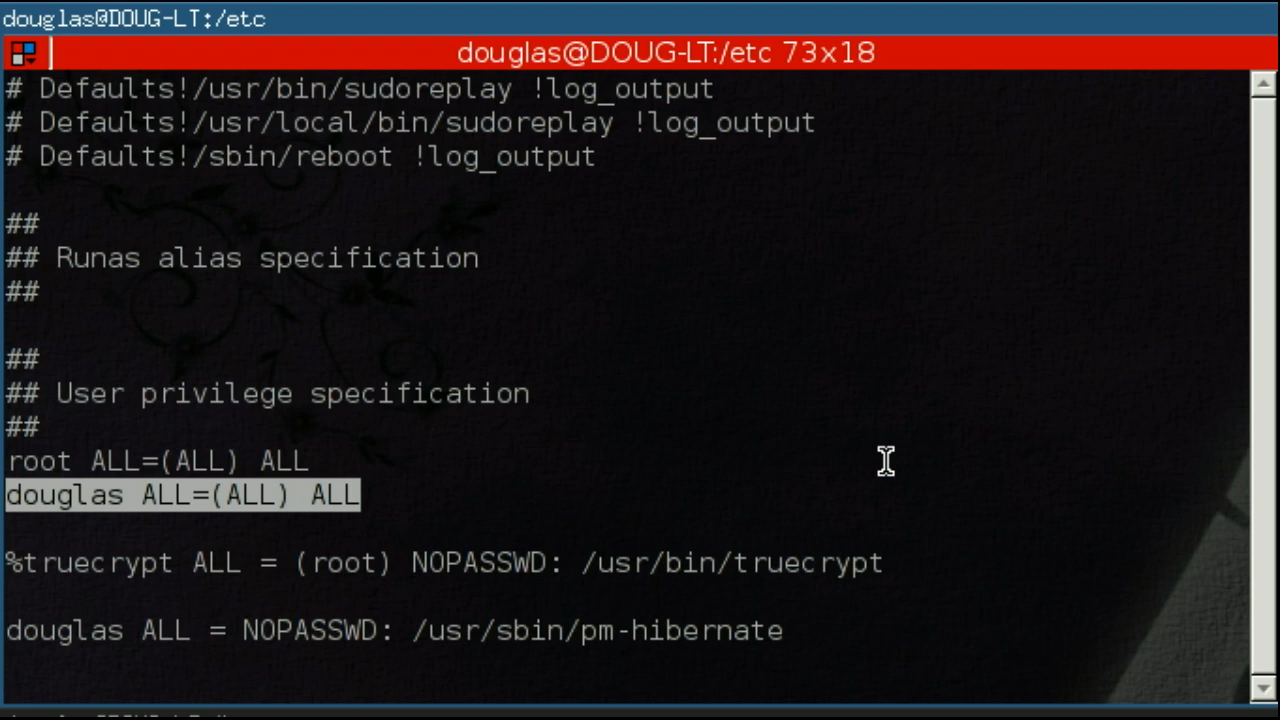 douglas@DOUG-LT:/etc
douglas@DOUG-LT:/etc 73x18
# Defaults!/usr/bin/sudoreplay !log_output
# Defaults!/usr/local/bin/sudoreplay !log_output
# Defaults!/sbin/reboot !log_output
##
## Runas alias specification
##
##
## User privilege specification
##
root ALL=(ALL) ALL
douglas ALL=(ALL) ALL
%truecrypt ALL = (root) NOPASSWD: /usr/bin/truecrypt
douglas ALL = NOPASSWD: /usr/sbin/pm-hibernate